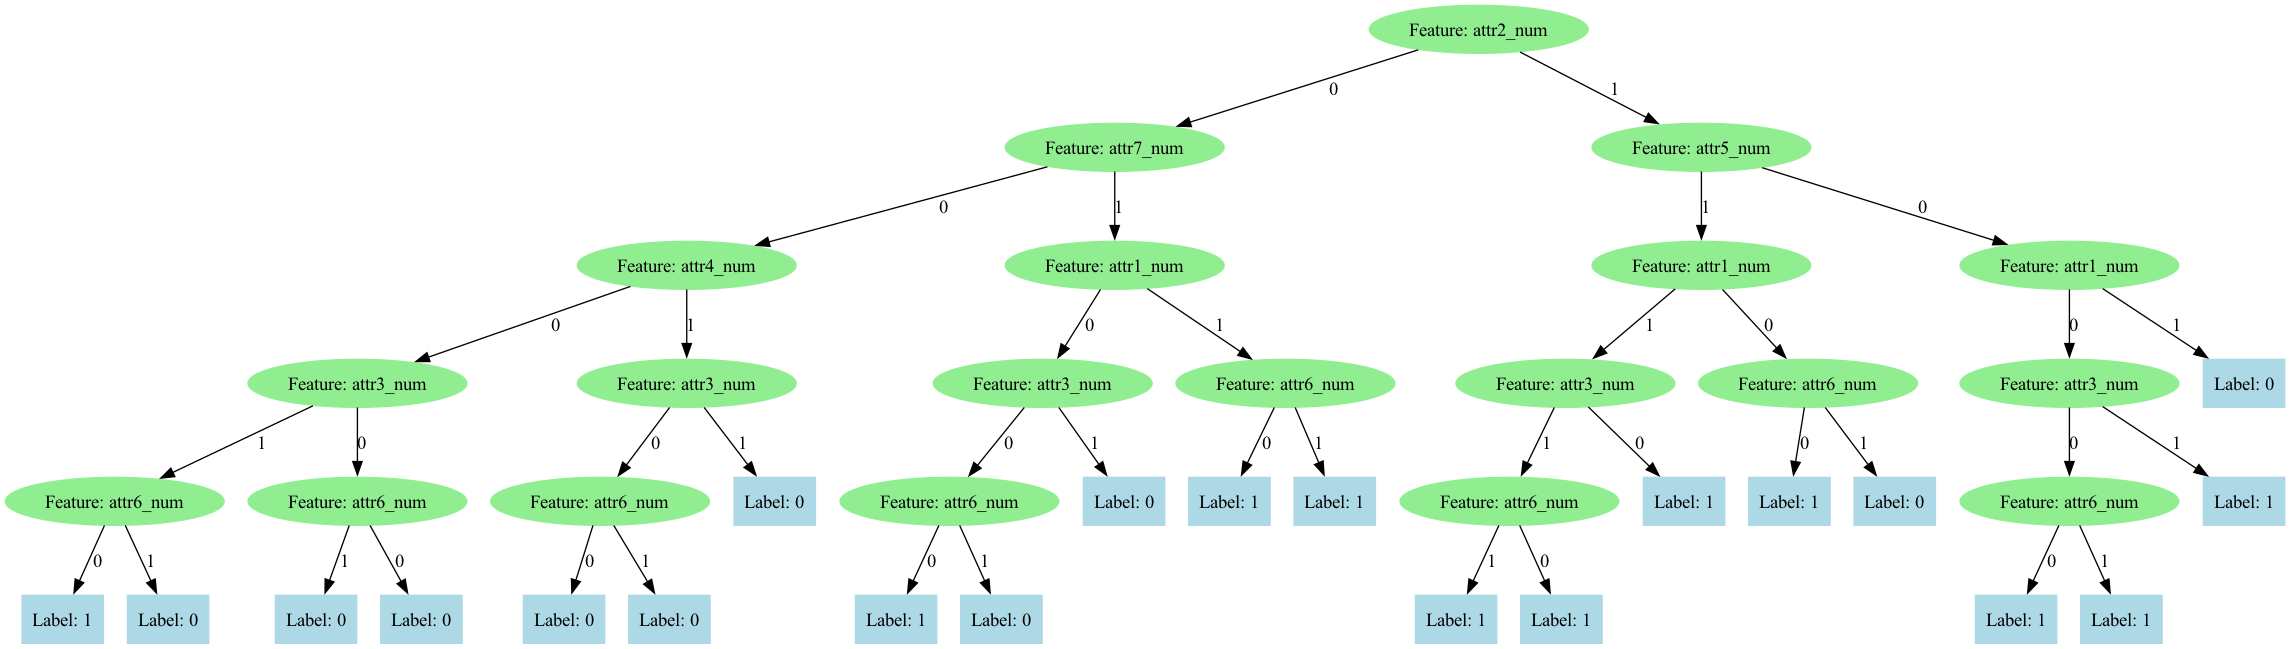 Feature: attr2_num
0
1
Feature: attr7_num
Feature: attr5_num
0
1
1
0
Feature: attr4_num
Feature: attr1_num
Feature: attr1_num
Feature: attr1_num
0
1
0
1
1
0
0
1
Feature: attr3_num
Feature: attr3_num
Feature: attr3_num
Feature: attr6_num
Feature: attr3_num
Feature: attr6_num
Feature: attr3_num
Label: 0
1
0
0
1
0
1
0
1
1
0
0
1
0
1
Feature: attr6_num
Feature: attr6_num
Feature: attr6_num
Label: 0
Feature: attr6_num
Label: 0
Label: 1
Label: 1
Feature: attr6_num
Label: 1
Label: 1
Label: 0
Feature: attr6_num
Label: 1
0
1
1
0
0
1
0
1
1
0
0
1
Label: 1
Label: 0
Label: 0
Label: 0
Label: 0
Label: 0
Label: 1
Label: 0
Label: 1
Label: 1
Label: 1
Label: 1